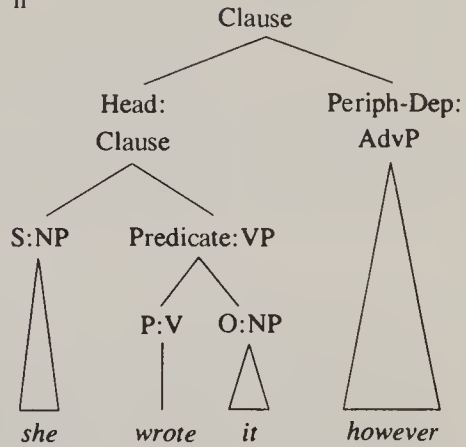 ii
Clause
Head: Periph-Dep:
Clause AdvP
S:NP Predicate:VP
P:V O:NP
she wrote it however